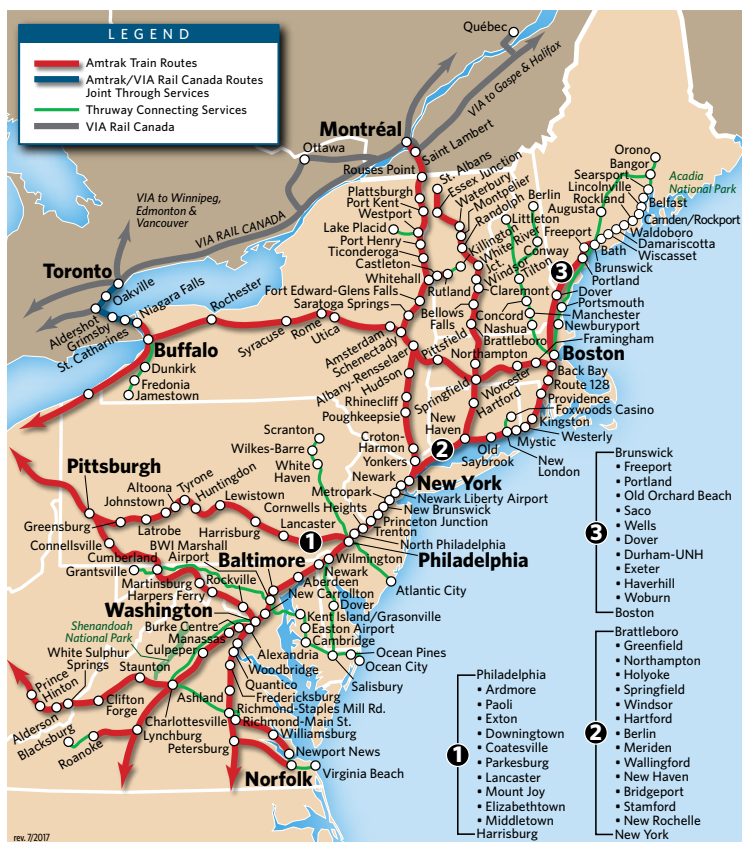 LEGEND
Amtrak Train Routes
Amtrak/VIA Rail Canada Routes
Joint Through Services
Thruway Connecting Services
VIA Rail Canada
Québec
VIA to Gaspe & Halifax
Montréal
Ottawa
Saint Lambert
Rouses Point
St. Albans
Essex Junction
Waterbury
Montpelier
Randolph
Orono
Bangor
Searsport
Lincolnville
Rockland
Augusta
Acadia
National Park
Belfast
Camden/Rockport
Waldoboro
Damariscotta
Wiscasset
Bath
Freeport
Brunswick
Portland
Plattsburgh
Port Kent
Westport
Lake Placid
Port Henry
Ticonderoga
Castleton
Whitehall
Berlin
Littleton
Killington
White River
Jct.
Conway
Windsor
Tilton
Rutland
Claremont
VIA to Winnipeg,
Edmonton &
Vancouver
VIA RAIL CANADA
Toronto
Oakville
Aldershot
Grimsby
St. Catharines
Niagara Falls
Rochester
Fort Edward-Glens Falls
Saratoga Springs
Bellows
Falls
Concord
Nashua
Brattleboro
3
Dover
Portsmouth
Manchester
Newburyport
Framingham
Buffalo
Syracuse
Rome
Utica
Amsterdam
Schenectady
Albany-Rensselaer
Pittsfield
Northampton
Boston
Back Bay
Route 128
Providence
Foxwoods Casino
Kingston
Westerly
Mystic
New
London
Old
Saybrook
Dunkirk
Fredonia
Jamestown
Hudson
Rhinecliff
Poughkeepsie
Springfield
Worcester
Hartford
New
Haven
Scranton
Wilkes-Barre
White
Haven
Croton-
Harmon
Yonkers
2
New York
Newark
Metropark
Newark Liberty Airport
New Brunswick
Princeton Junction
Cornwells Heights
Trenton
North Philadelphia
Philadelphia
Pittsburgh
Altoona
Johnstown
Tyrone
Huntingdon
Lewistown
Greensburg
Latrobe
Harrisburg
Lancaster
1
Connellsville
Cumberland
Grantsville
BWI Marshall
Airport
Baltimore
Wilmington
Newark
Aberdeen
Atlantic City
Martinsburg
Harpers Ferry
Rockville
New Carrollton
Dover
Washington
Kent Island/Grasonville
Easton Airport
Cambridge
Ocean Pines
Ocean City
Salisbury
Shenandoah
National Park
Burke Centre
Manassas
Culpeper
Alexandria
Woodbridge
Quantico
Fredericksburg
White Sulphur
Springs
Staunton
Prince
Hinton
Alderson
Clifton
Forge
Ashland
Richmond-Staples Mill Rd.
Richmond-Main St.
Blacksburg
Roanoke
Charlottesville
Lynchburg
Petersburg
Williamsburg
Newport News
Norfolk
Virginia Beach
1
Philadelphia
▪ Ardmore
▪ Paoli
▪ Exton
▪ Downingtown
▪ Coatesville
▪ Parkesburg
▪ Lancaster
▪ Mount Joy
▪ Elizabethtown
▪ Middletown
Harrisburg
3
Brunswick
▪ Freeport
▪ Portland
▪ Old Orchard Beach
▪ Saco
▪ Wells
▪ Dover
▪ Durham-UNH
▪ Exeter
▪ Haverhill
▪ Woburn
Boston
2
Brattleboro
▪ Greenfield
▪ Northampton
▪ Holyoke
▪ Springfield
▪ Windsor
▪ Hartford
▪ Berlin
▪ Meriden
▪ Wallingford
▪ New Haven
▪ Bridgeport
▪ Stamford
▪ New Rochelle
New York
rev. 7/2017